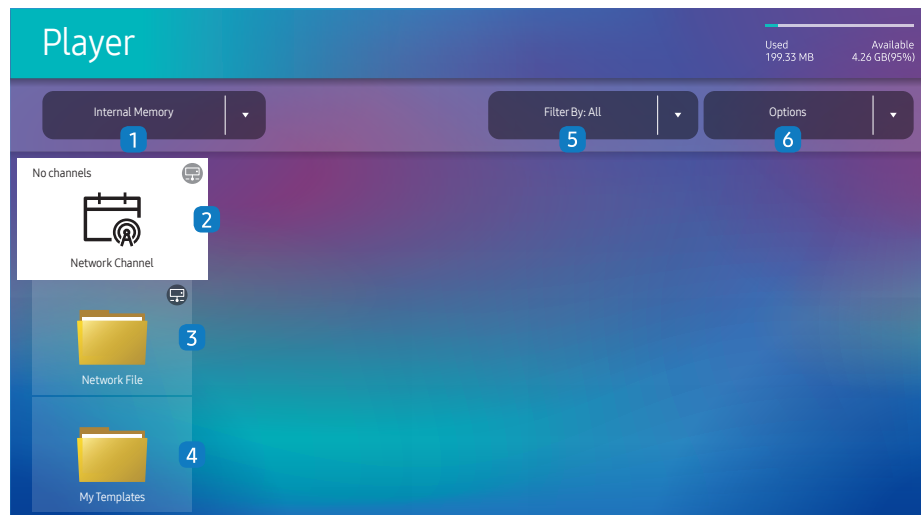 Player
Used Available
199.33 MB 4.26 GB(95%)
Internal Memory
Filter By: All
Options
1
5
6
No channels
2
Network Channel
3
Network File
4
My Templates